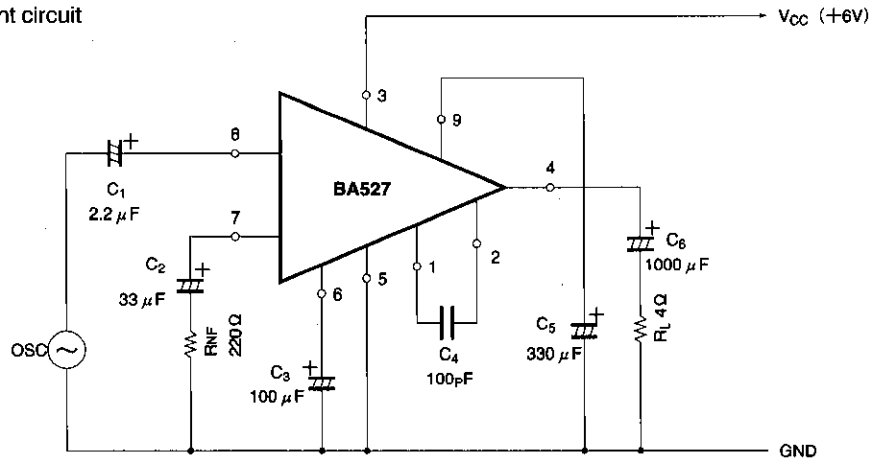 nt circuit
VCC (+6V)
3
9
8
4
BA527
C1
2.2 μF
7
C6
1000 μF
C2
33 μF
1
2
6
5
RNF
220 Ω
OSC
C3
100 μF
C4
100pF
C5
330 μF
RL 4Ω
GND